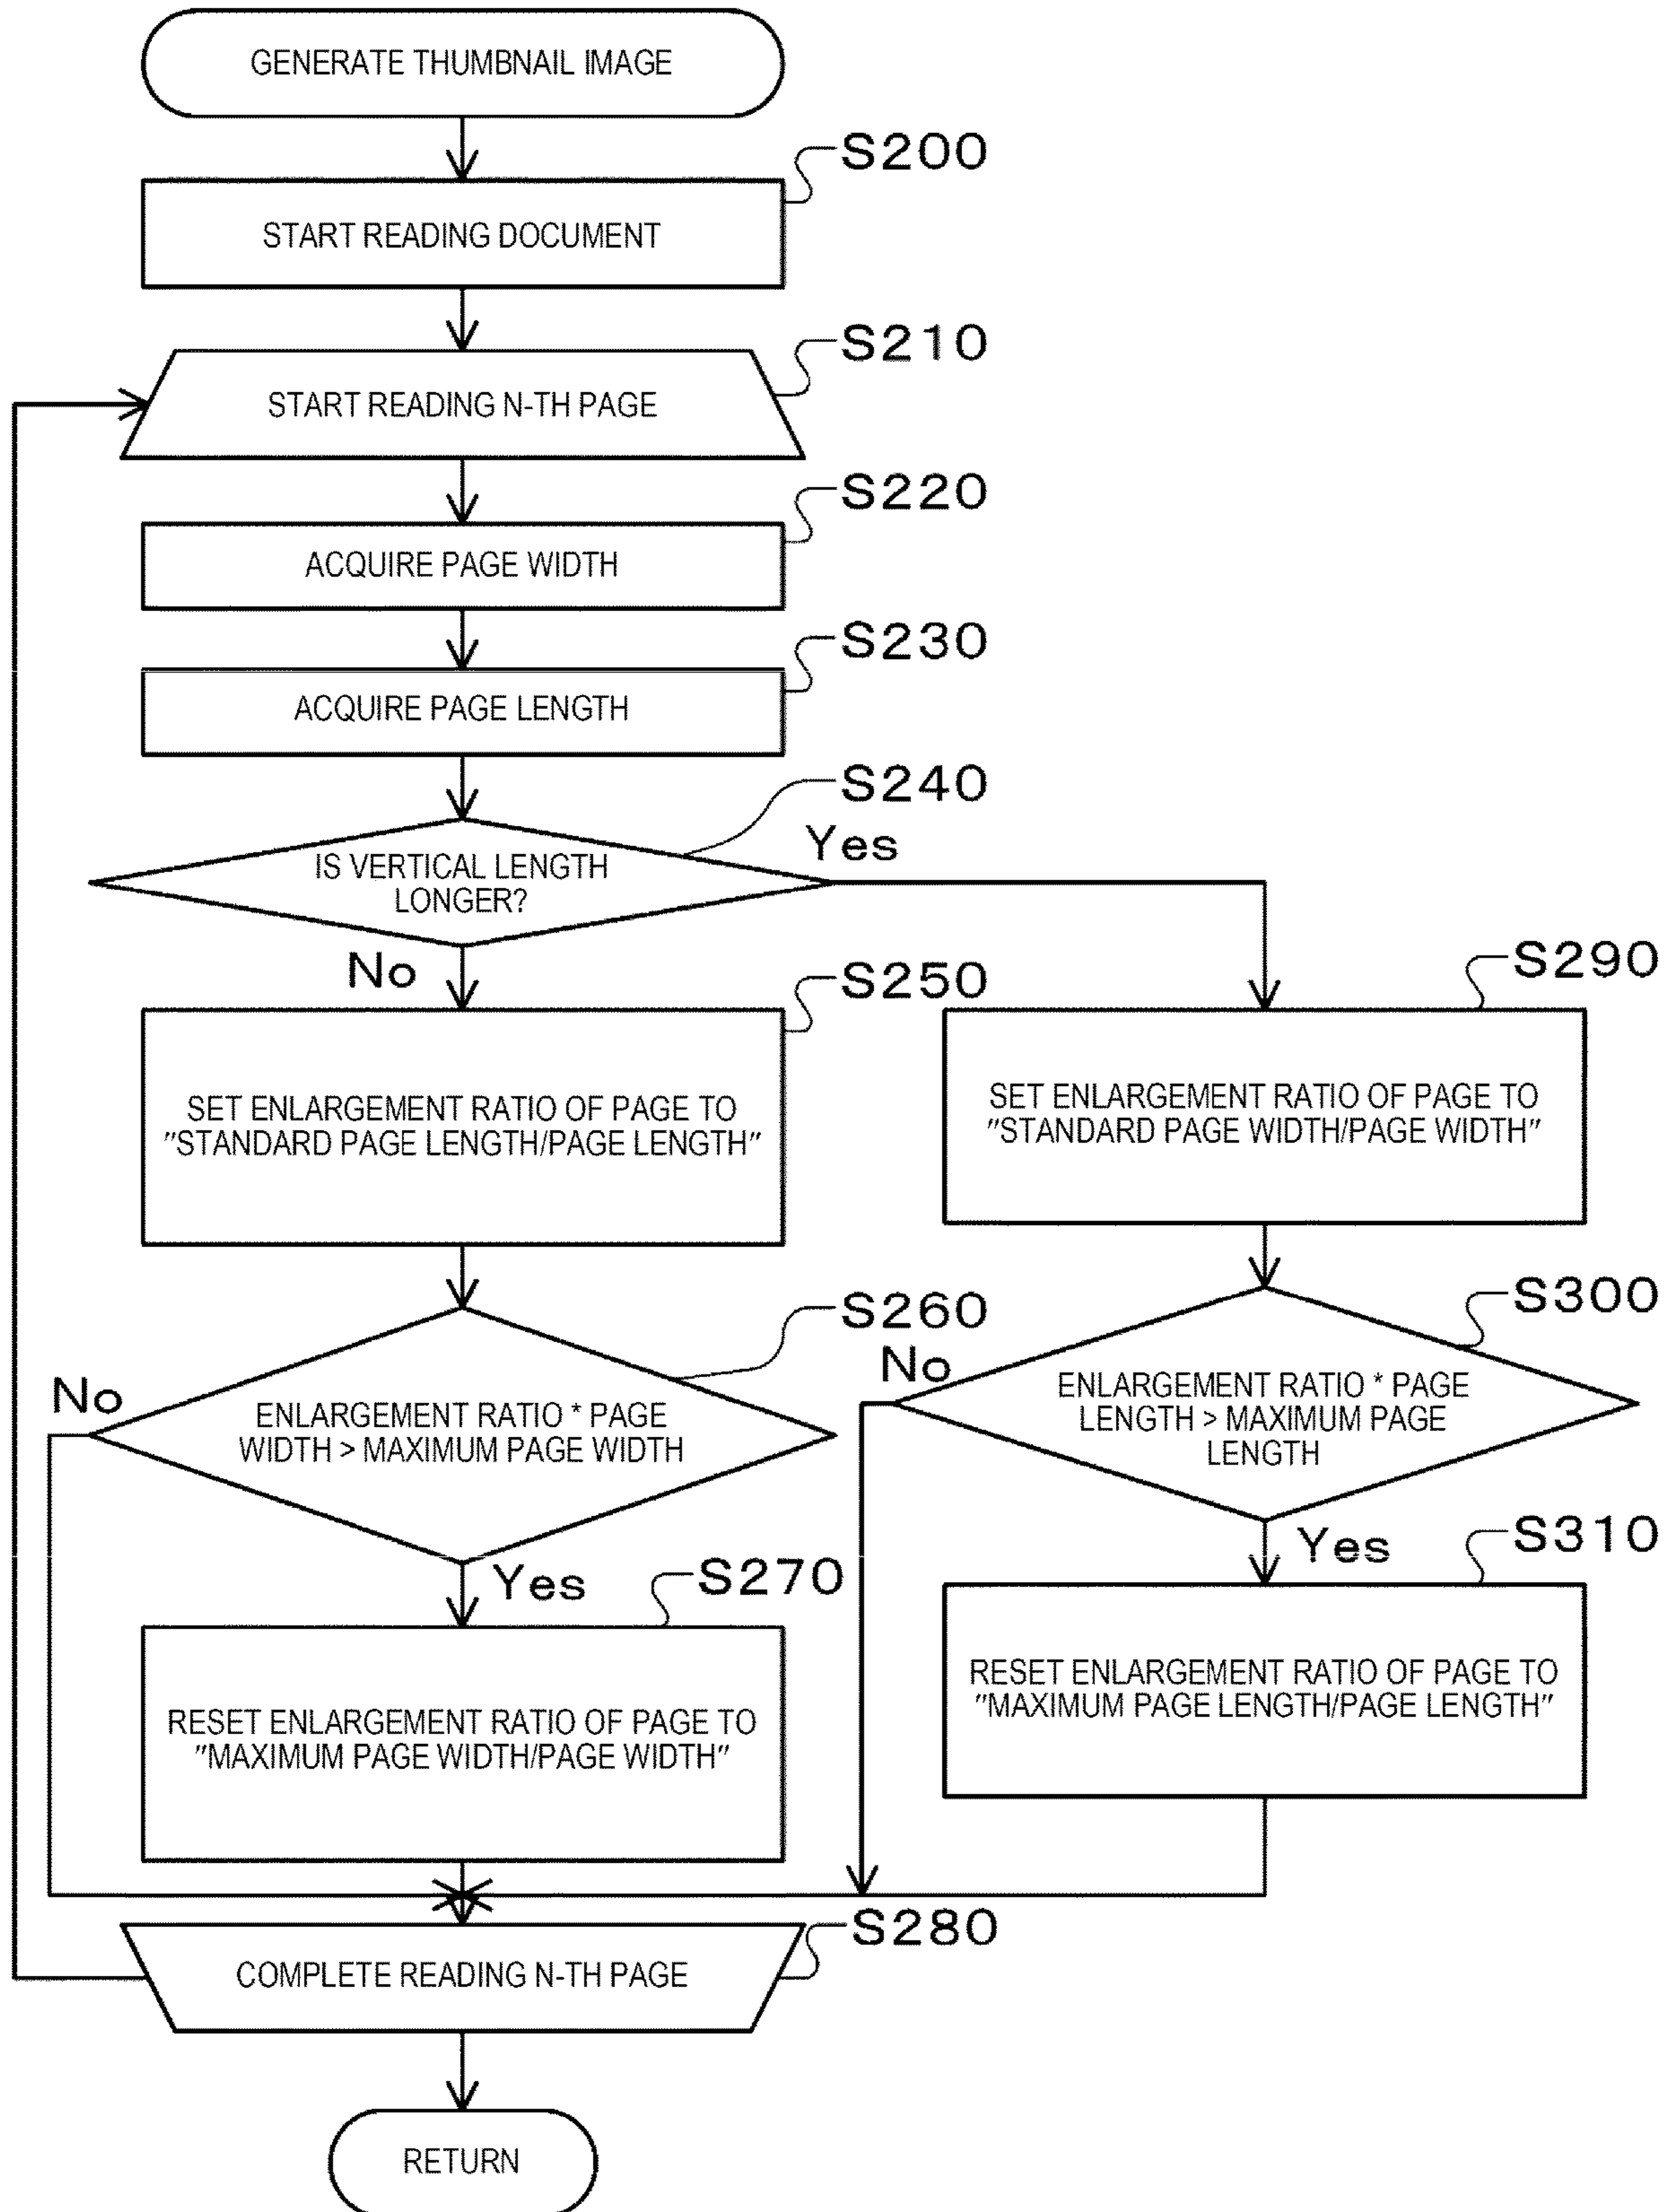 GENERATE THUMBNAIL IMAGE
S200
START READING DOCUMENT
S210
START READING N-TH PAGE
S220
ACQUIRE PAGE WIDTH
S230
ACQUIRE PAGE LENGTH
S240
IS VERTICAL LENGTH
LONGER?
Yes
No
S250
SET ENLARGEMENT RATIO OF PAGE TO
"STANDARD PAGE LENGTH/PAGE LENGTH"
S290
SET ENLARGEMENT RATIO OF PAGE TO
"STANDARD PAGE WIDTH/PAGE WIDTH"
S260
ENLARGEMENT RATIO * PAGE
WIDTH > MAXIMUM PAGE WIDTH
No
Yes
S300
ENLARGEMENT RATIO * PAGE
LENGTH > MAXIMUM PAGE
LENGTH
No
Yes
S270
RESET ENLARGEMENT RATIO OF PAGE TO
"MAXIMUM PAGE WIDTH/PAGE WIDTH"
S310
RESET ENLARGEMENT RATIO OF PAGE TO
"MAXIMUM PAGE LENGTH/PAGE LENGTH"
S280
COMPLETE READING N-TH PAGE
RETURN